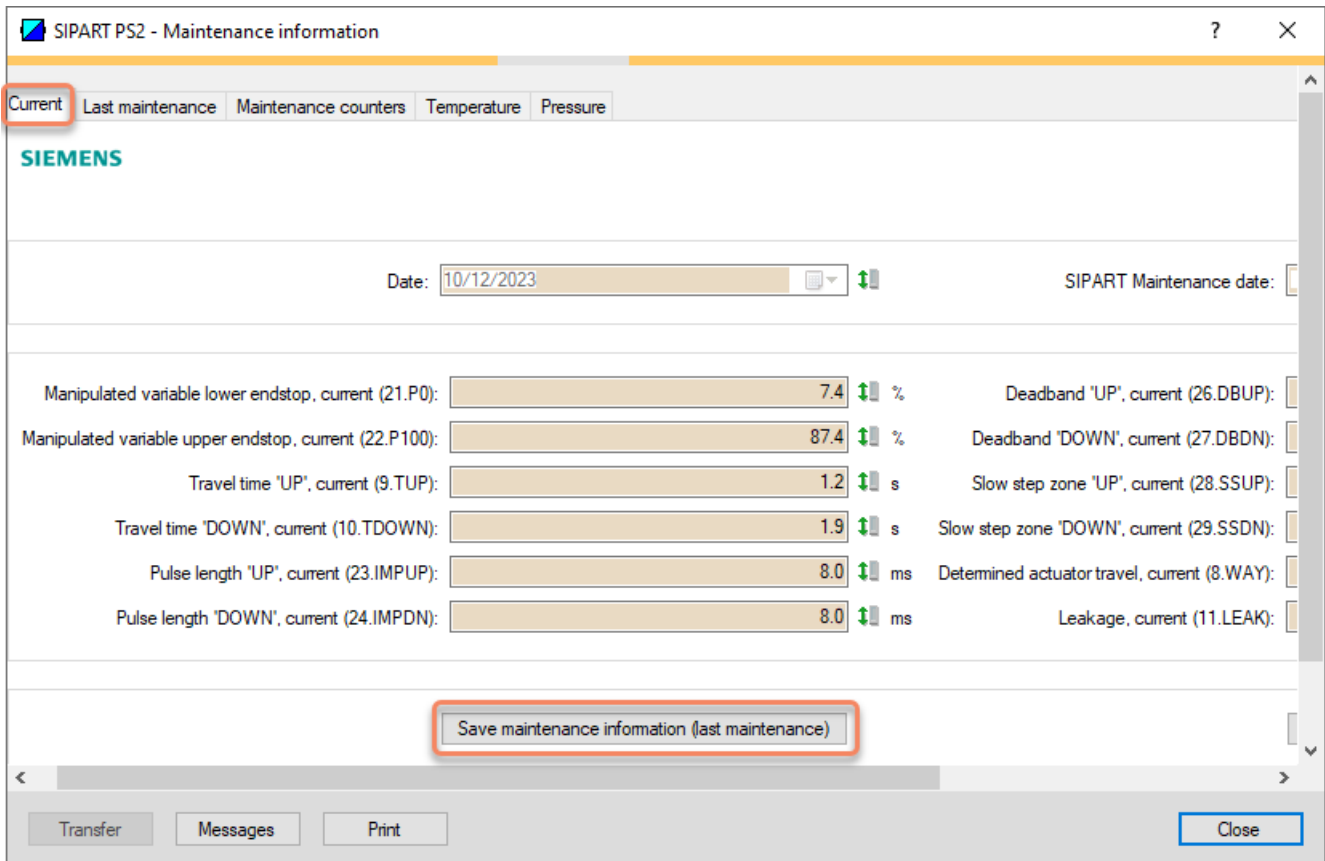 SIPART PS2 - Maintenance information ?
Current Last maintenance Maintenance counters Temperature Pressure
SIEMENS
Date: 10/12/2023 SIPART Maintenance date:
Manipulated variable lower endstop, current (21.P0): 7.4 % Deadband "UP", current (26.DBUP):
Manipulated variable upper endstop, current (22.P100): 87.4 % Deadband "DOWN", current (27.DBDN):
Travel time "UP", current (9.TUP): 1.2 s Slow step zone "UP", current (28.SSUP):
Travel time "DOWN", current (10.TDOWN): 1.9 s Slow step zone "DOWN", current (29.SSDN):
Pulse length "UP", current (23.IMPUP): 8.0 ms Determined actuator travel, current (8.WAY):
Pulse length "DOWN", current (24.IMPDN): 8.0 ms Leakage, current (11.LEAK):
Save maintenance information (last maintenance)
Transfer Messages Print Close